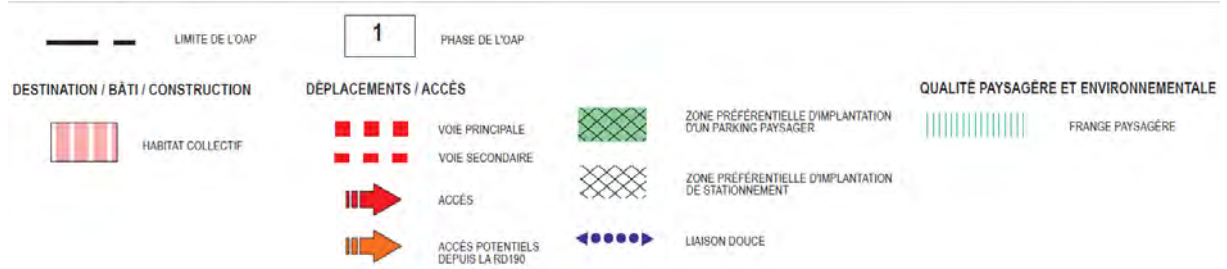 LIMITE DE L'OAP
1
PHASE DE L'OAP
DESTINATION / BÂTI / CONSTRUCTION
HABITAT COLLECTIF
DÉPLACEMENTS / ACCÈS
VOIE PRINCIPALE
VOIE SECONDAIRE
ACCÈS
ACCÈS POTENTIELS
DEPUIS LA RD190
ZONE PRÉFÉRENTIELLE D'IMPLANTATION
D'UN PARKING PAYSAGER
ZONE PRÉFÉRENTIELLE D'IMPLANTATION
DE STATIONNEMENT
LIAISON DOUCE
QUALITÉ PAYSAGÉRE ET ENVIRONNEMENTALE
FRANGE PAYSAGÉRE